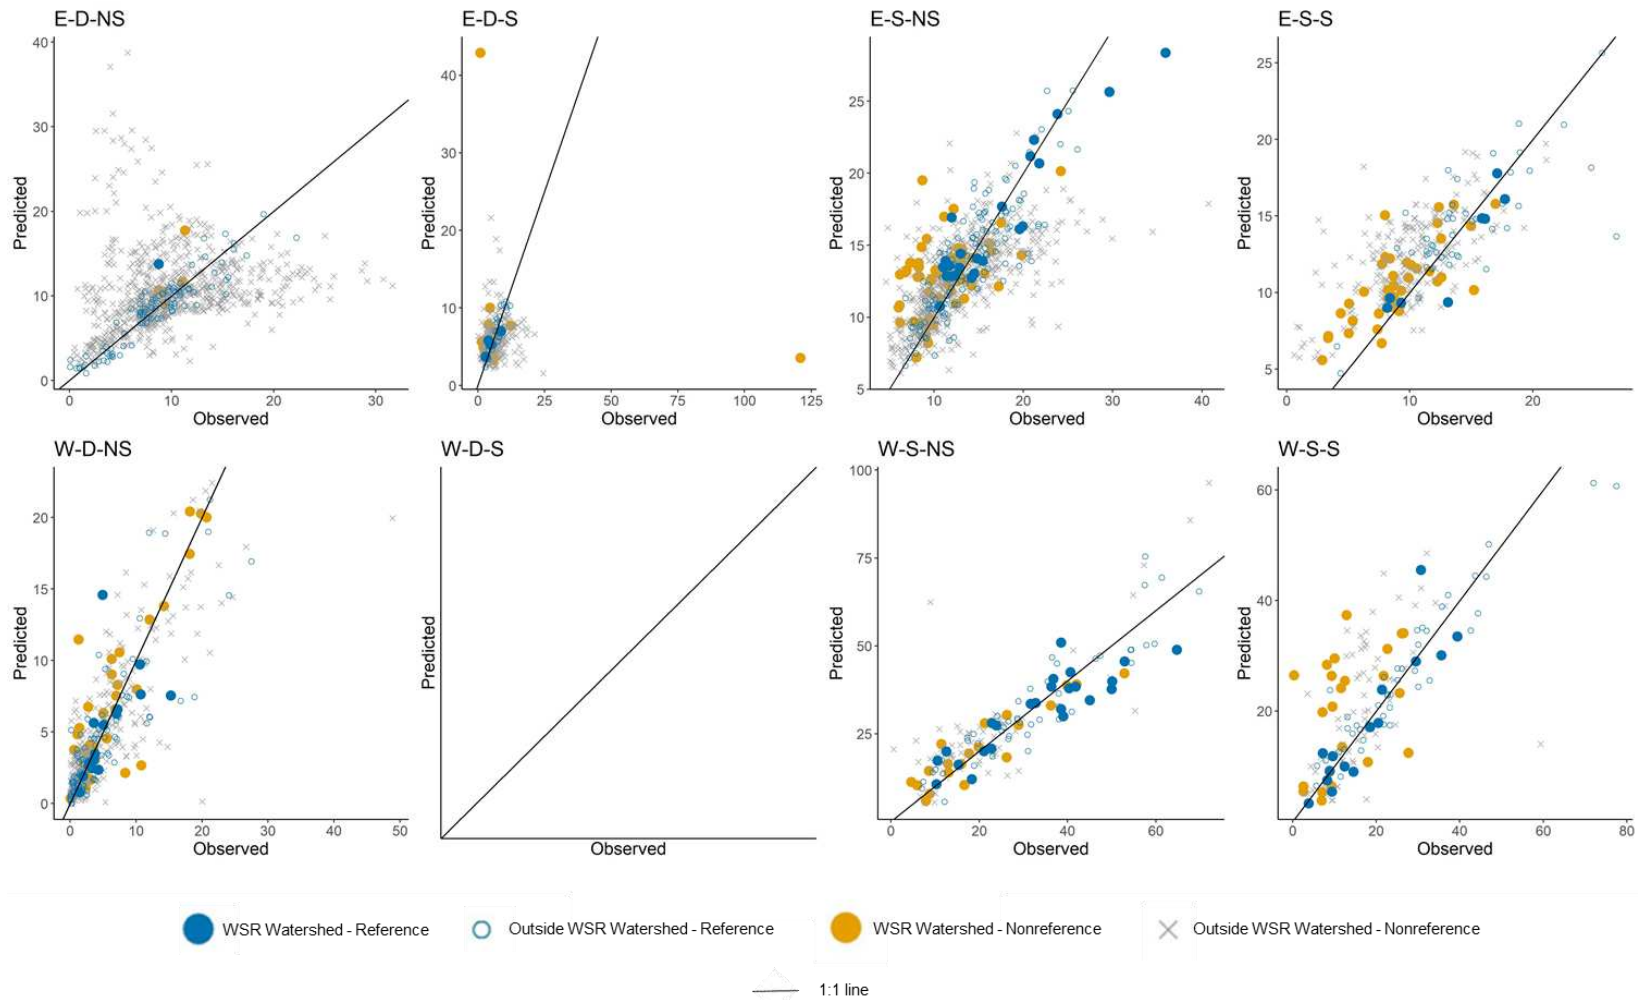 E-D-NS
E-D-S
E-S-NS
E-S-S
40
30
20
10
0
Predicted
0
10
20
30
Observed
40
30
20
10
0
Predicted
0
25
50
75
100
125
Observed
25
20
15
10
5
Predicted
10
20
30
40
Observed
25
20
15
10
5
Predicted
0
10
20
Observed
W-D-NS
W-D-S
W-S-NS
W-S-S
20
15
10
5
0
Predicted
0
10
20
30
40
50
Observed
Predicted
Observed
100
75
50
25
Predicted
0
20
40
60
Observed
60
40
20
Predicted
0
20
40
60
80
Observed
WSR Watershed - Reference
Outside WSR Watershed - Reference
WSR Watershed - Nonreference
Outside WSR Watershed - Nonreference
1:1 line